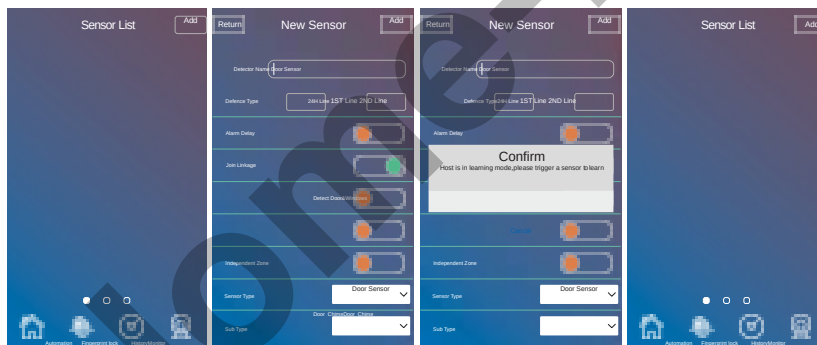 Sensor List
Add
Automation Fingerprint lock History Monitor
Return
New Sensor
Add
Detector Name Door Sensor
Defence Type 24H Line 1ST Line 2ND Line
Alarm Delay
Join Linkage
Detect Door&Windows
Independent Zone
Sensor Type
Door Sensor
Door_Chime Door_Chime
Sub Type
Return
New Sensor
Add
Detector Name Door Sensor
Defence Type 24H Line 1ST Line 2ND Line
Alarm Delay
Confirm
Host is in learning mode,please trigger a sensor to learn
Cancel
Independent Zone
Sensor Type
Door Sensor
Sub Type
Sensor List
Add
Automation Fingerprint lock History Monitor